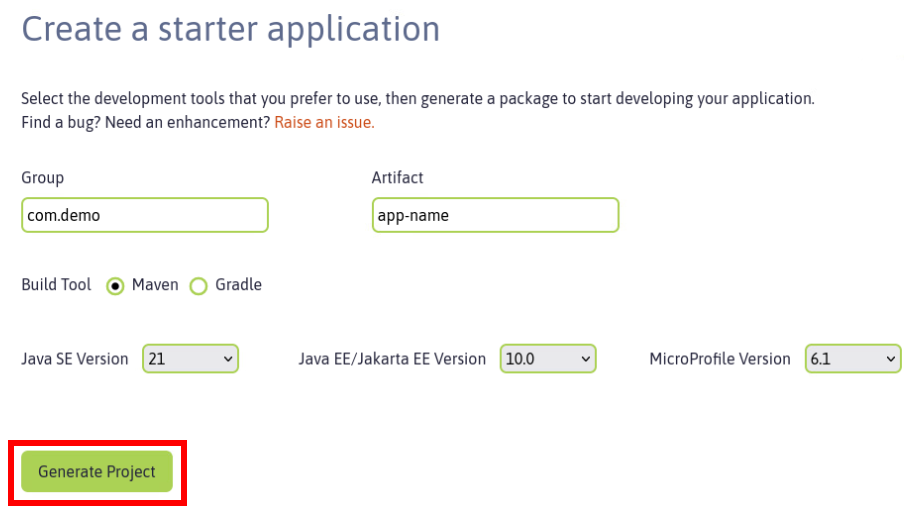 Create a starter application
Select the development tools that you prefer to use, then generate a package to start developing your application.
Find a bug? Need an enhancement? Raise an issue.
Group Artifact
com.demo app-name
Build Tool Maven Gradle
Java SE Version 21 Java EE/Jakarta EE Version 10.0 MicroProfile Version 6.1
Generate Project